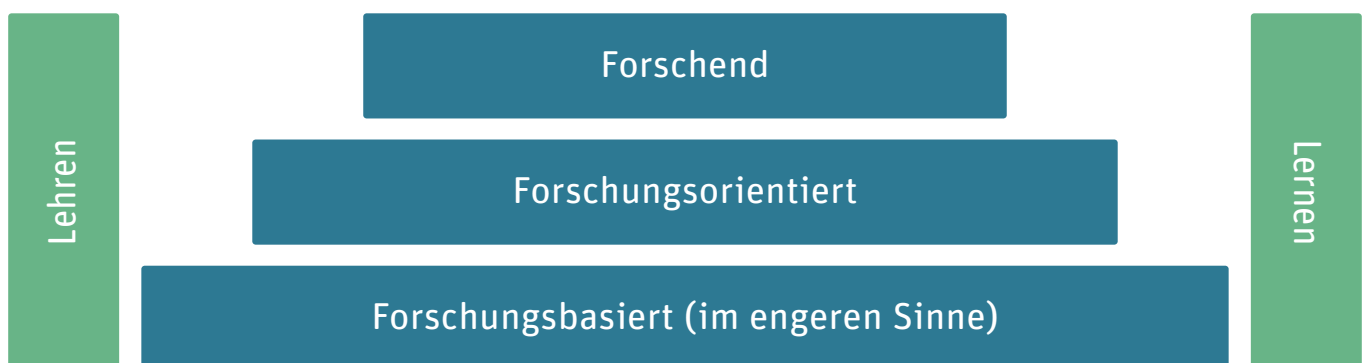 Lehren
Forschend
Forschungsorientiert
Forschungsbasiert (im engeren Sinne)
Lernen